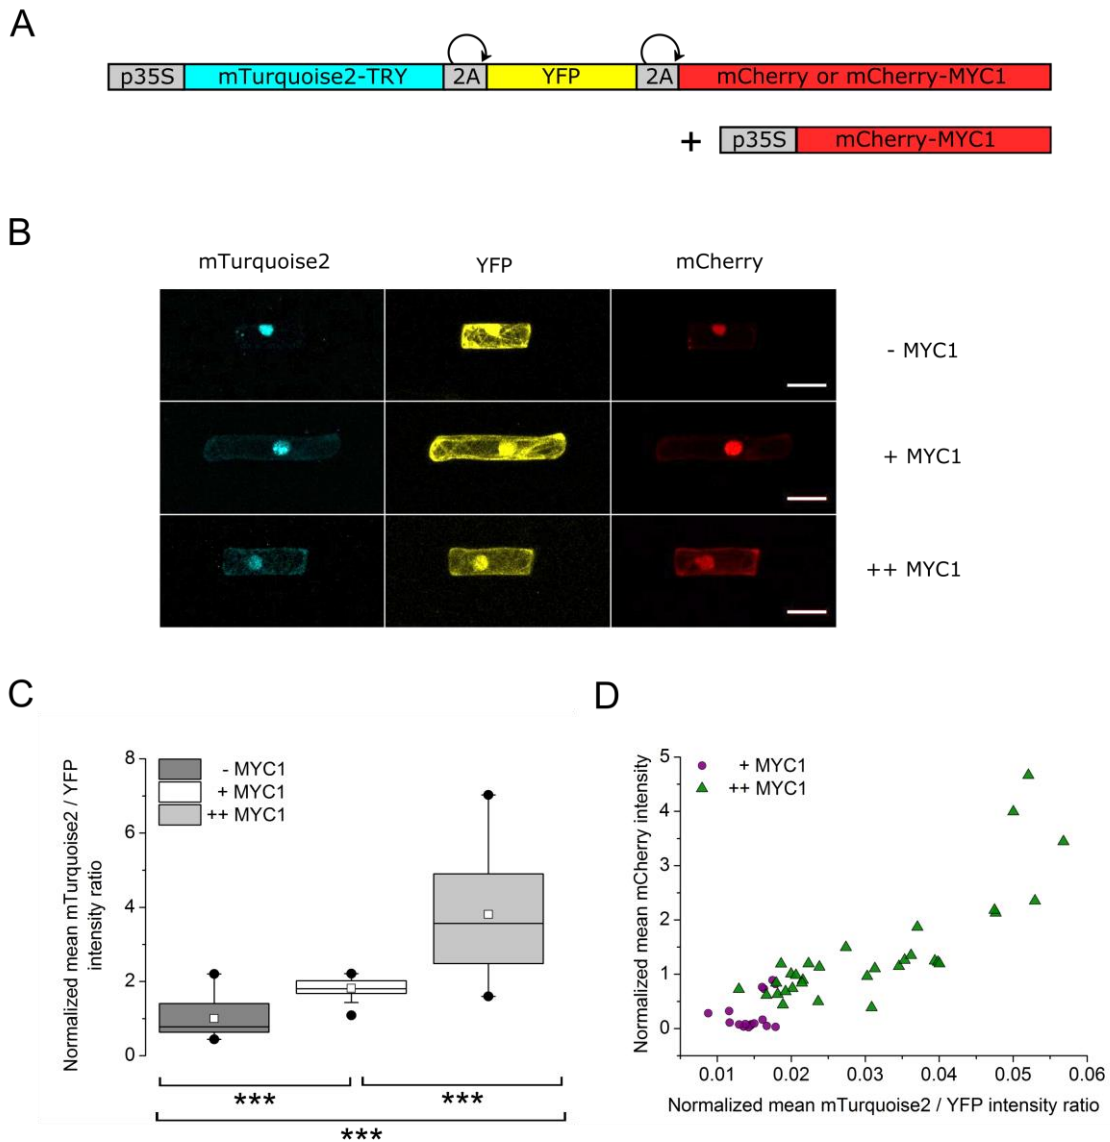 A
p35S mTurquoise2-TRY 2A YFP 2A mCherry or mCherry-MYC1
+ p35S mCherry-MYC1
B
mTurquoise2 YFP mCherry
- MYC1
+ MYC1
++ MYC1
C
Normalized mean mTurquoise2 / YFP
intensity ratio
8
6
4
2
0
- MYC1
+ MYC1
++ MYC1
*** ***
***
D
Normalized mean mCherry intensity
5
4
3
2
1
0
+ MYC1
++ MYC1
0.01 0.02 0.03 0.04 0.05 0.06
Normalized mean mTurquoise2 / YFP intensity ratio